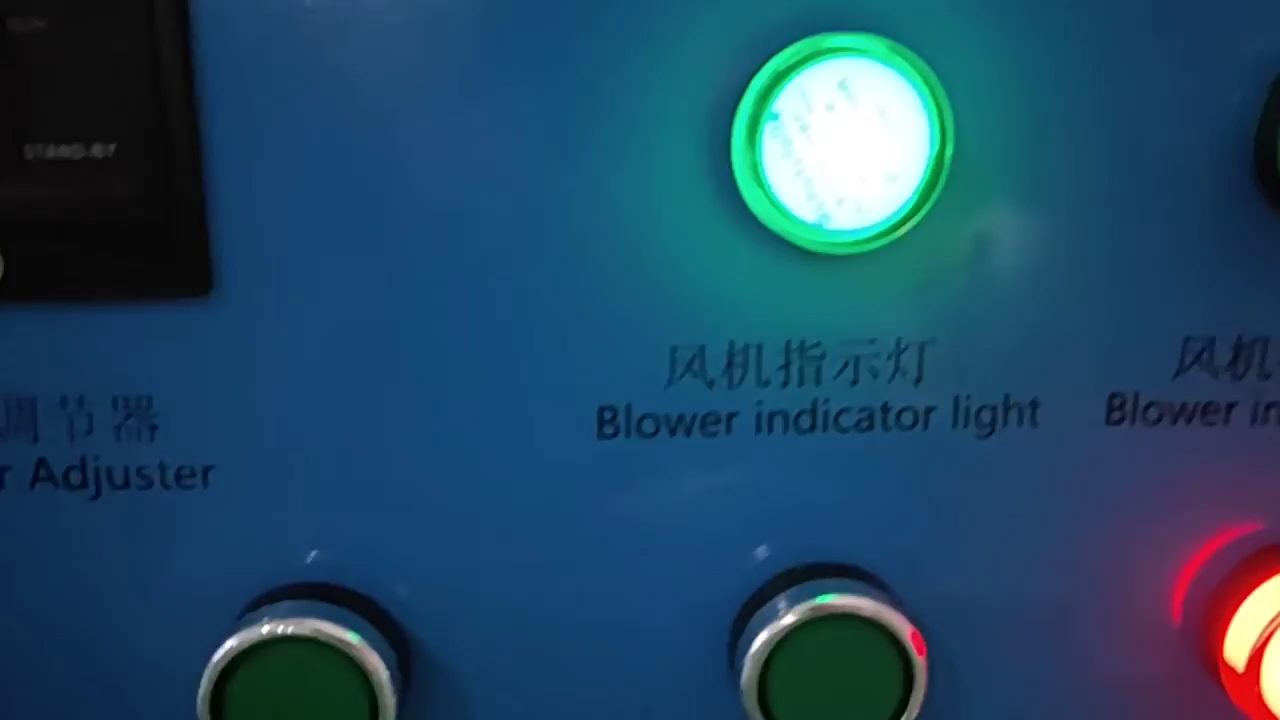 STAND-BY
风机指示灯
Blower indicator light
风机
Blower in
调节器
r Adjuster